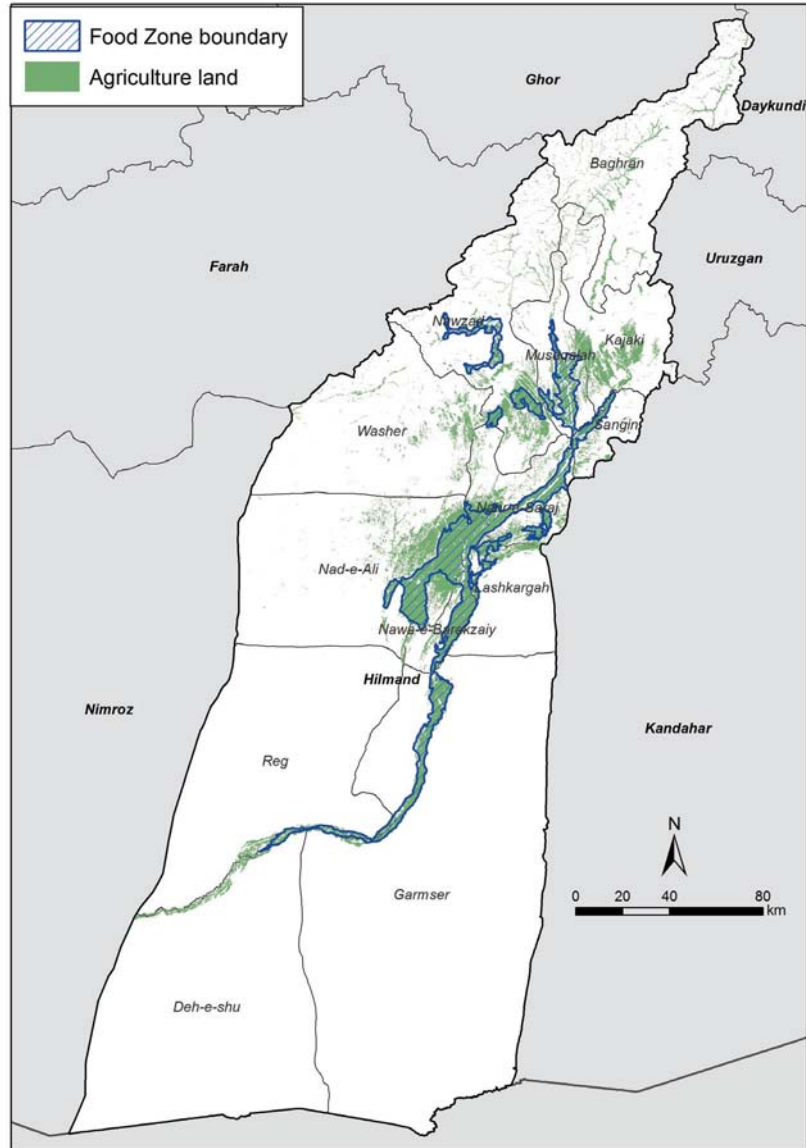 Food Zone boundary
Agriculture land
Ghor
Daykundi
Baghran
Farah
Uruzgan
Nawzad
Kajaki
Musaqalah
Washer
Sangin
Nahr-e-Saraj
Nad-e-Ali
Lashkargah
Nawa-e-Barakzaiy
Hilmand
Nimroz
Kandahar
Reg
N
Garmser
0 20 40 80
km
Deh-e-shu